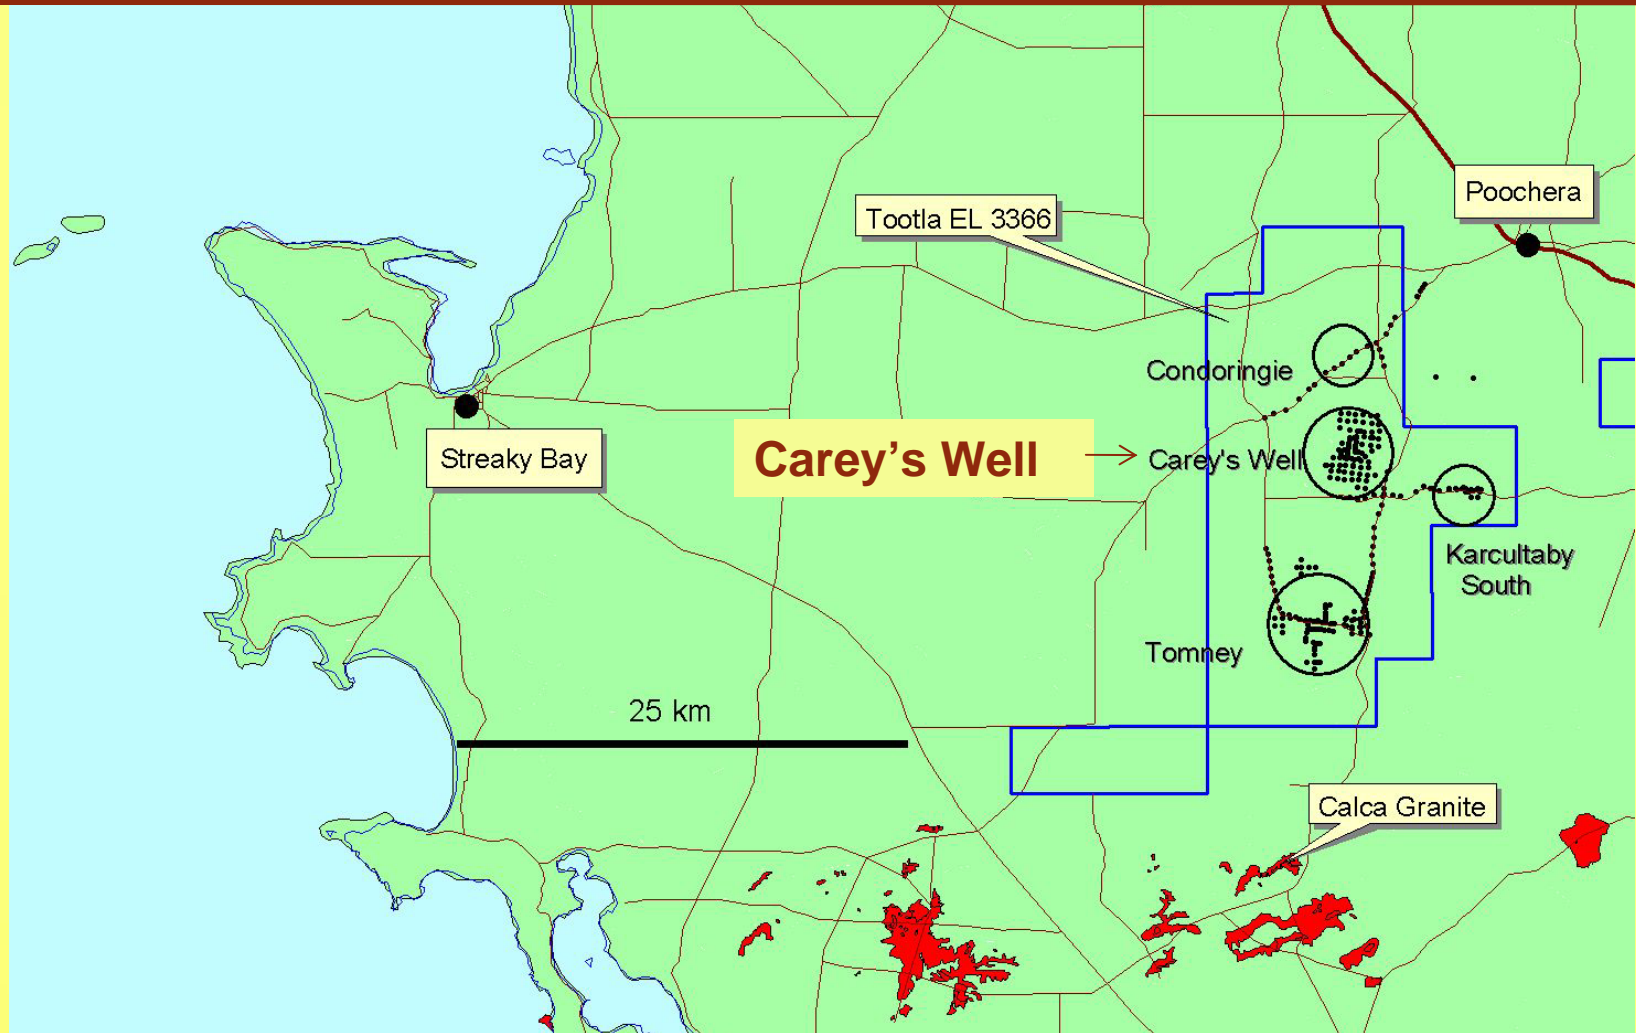 Poochera
Tootla EL 3366
Condoringie
Carey’s Well
Carey's Well
Streaky Bay
Karcultaby
South
Tomney
25 km
Calca Granite